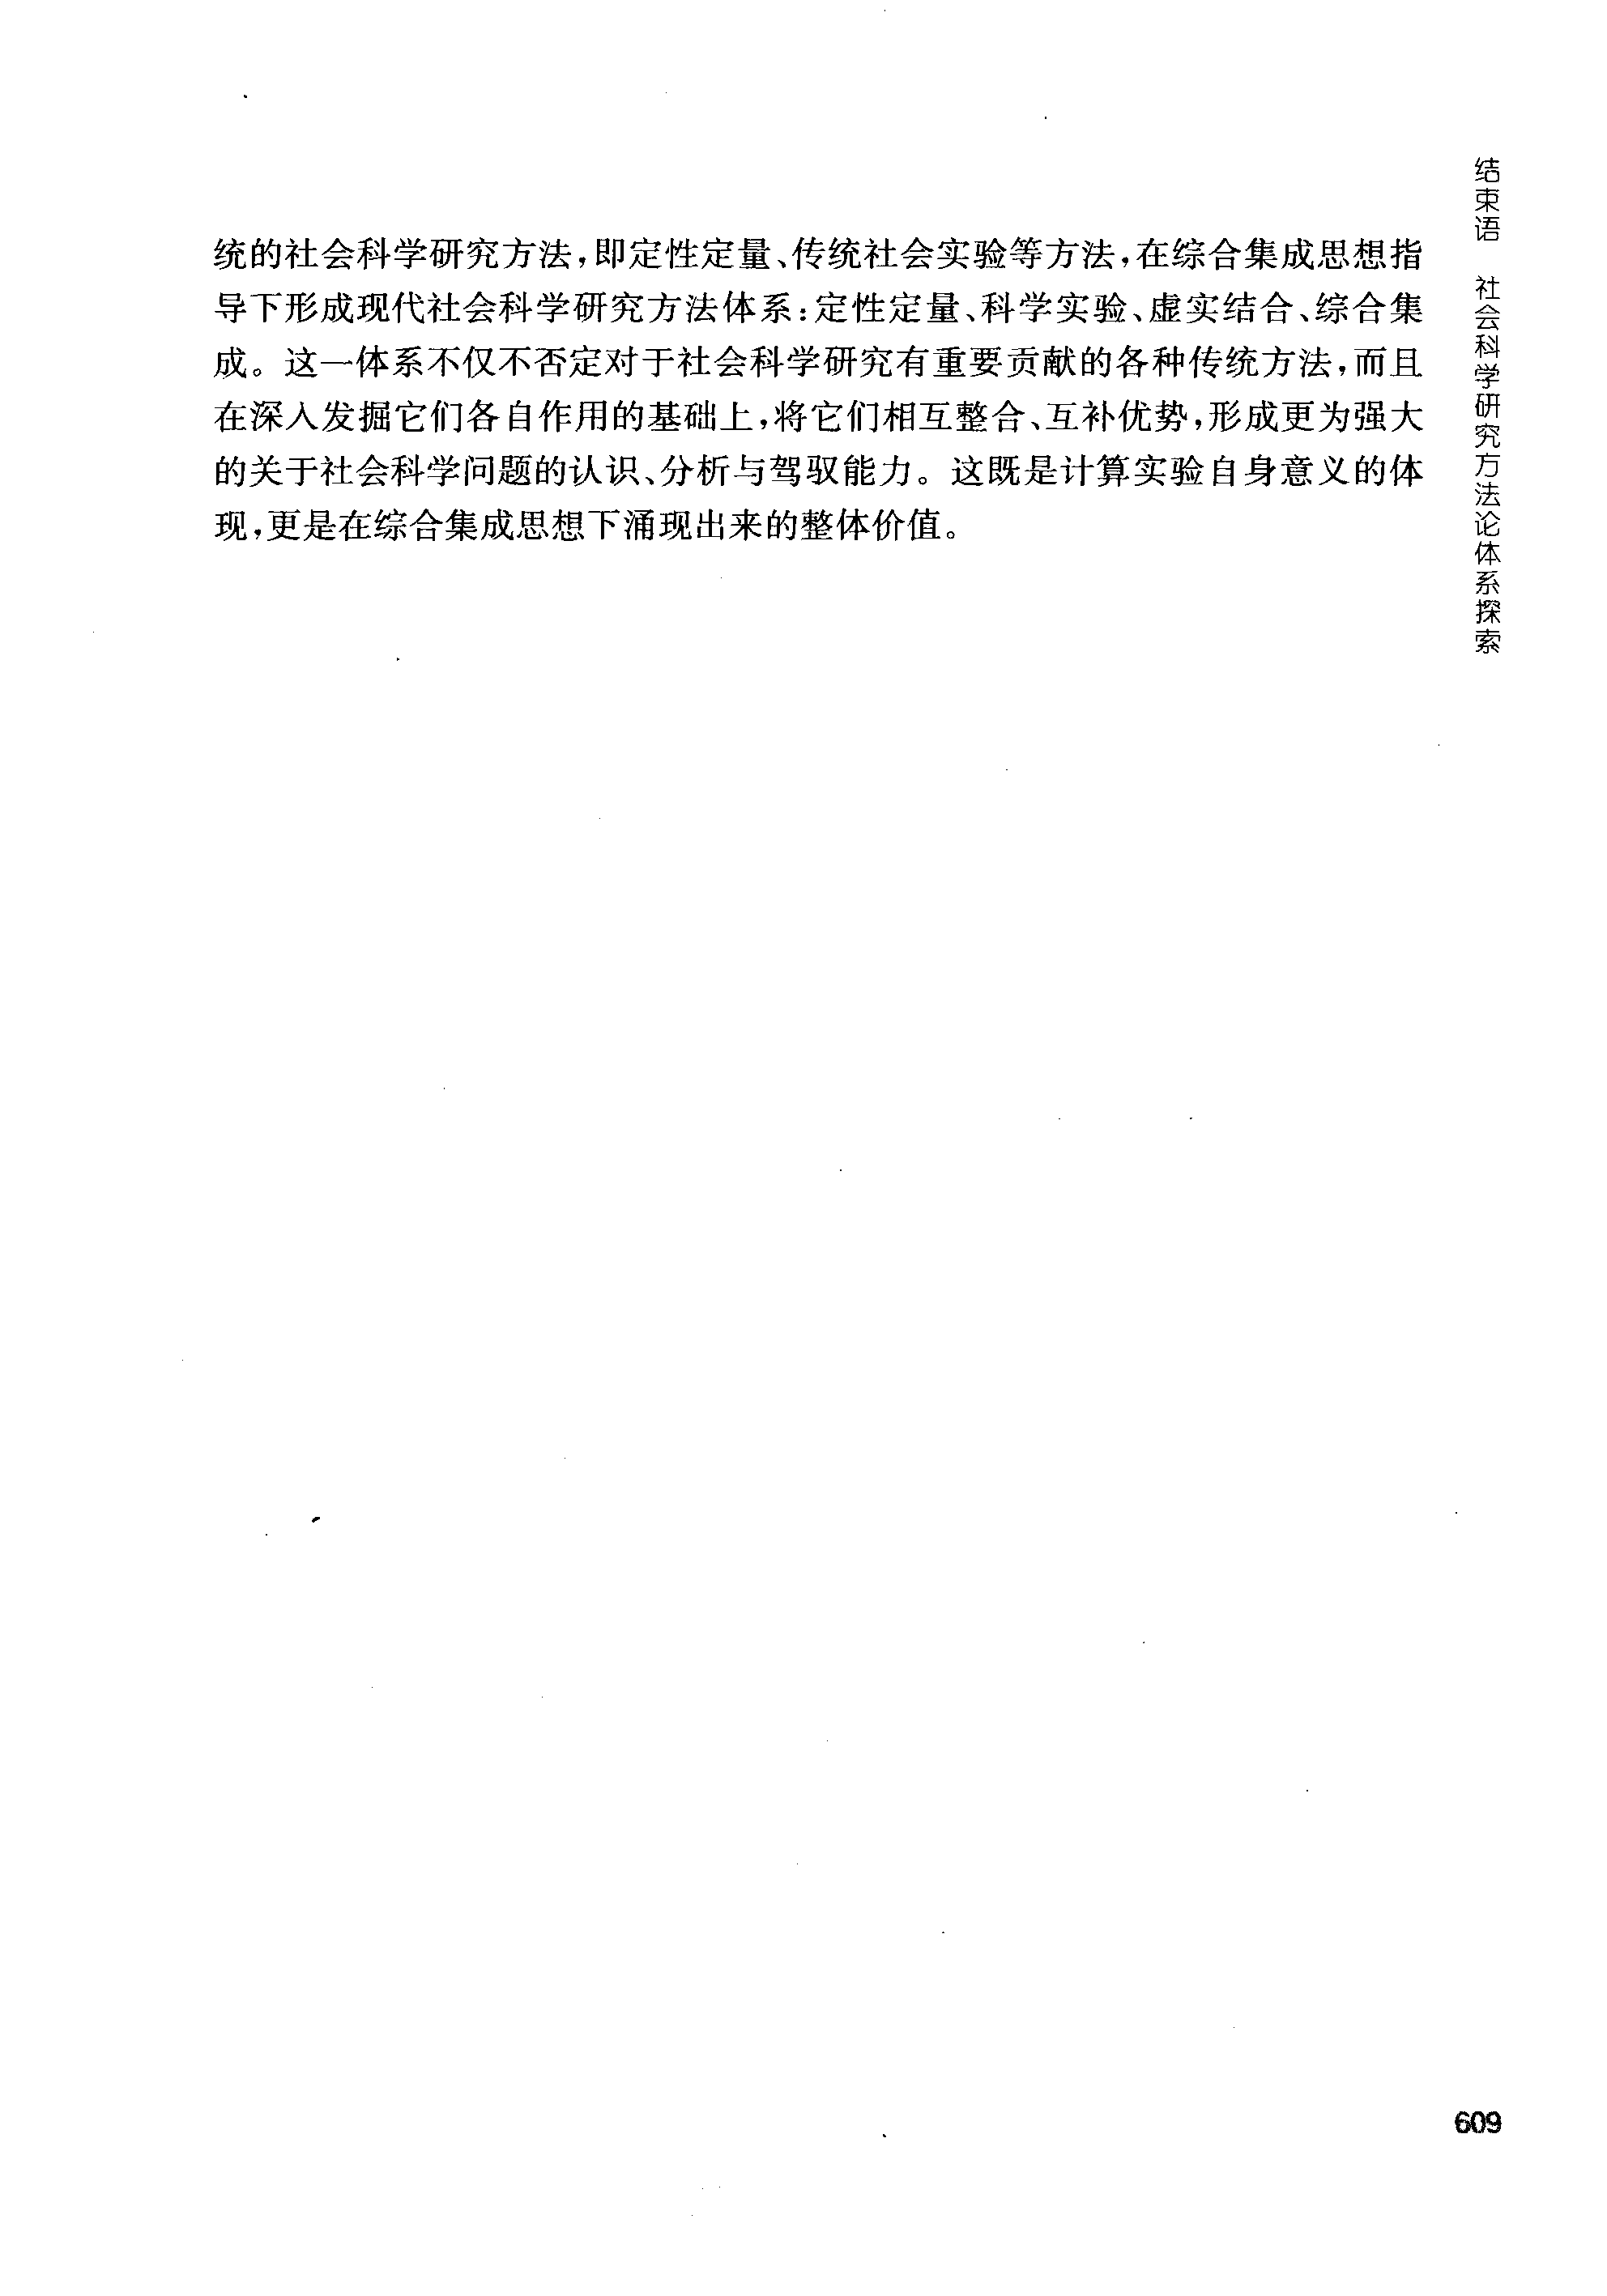 统的社会科学研究方法,即定性定量、传统社会实验等方法,在综合集成思想指
导下形成现代社会科学研究方法体系:定性定量、科学实验、虚实结合、综合集
成。这一体系不仅不否定对于社会科学研究有重要贡献的各种传统方法,而且
在深入发掘它们各自作用的基础上,将它们相互整合、互补优势,形成更为强大
的关于社会科学问题的认识、分析与驾驭能力。这既是计算实验自身意义的体
现,更是在综合集成思想下涌现出来的整体价值。
结束语 社会科学研究方法论体系探索
609